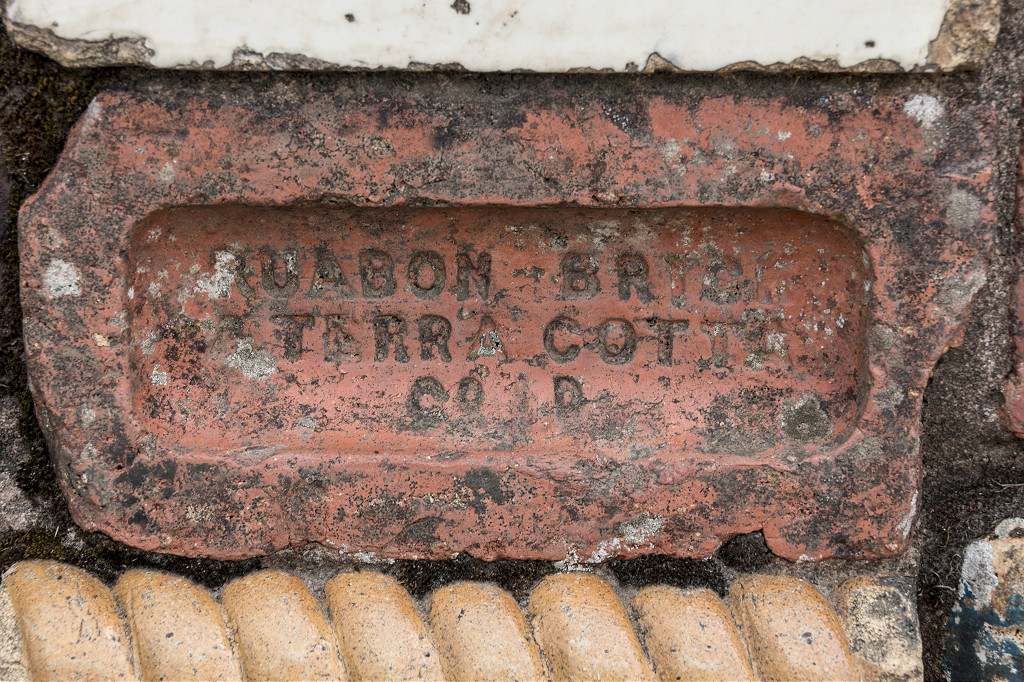 RUABON - BRICK
& TERRA COTTA
CO LD